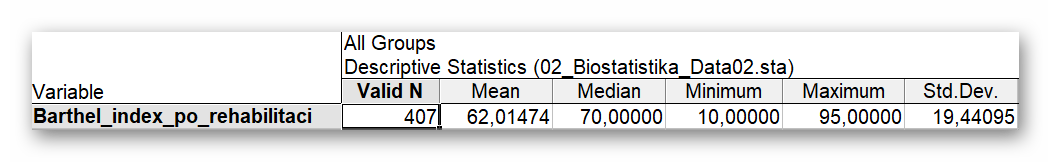 All Groups
Descriptive Statistics (02_Biostatistika_Data02.sta)
Variable Valid N Mean Median Minimum Maximum Std.Dev.
Barthel_index_po_rehabilitaci 407 62,01474 70,00000 10,00000 95,00000 19,44095